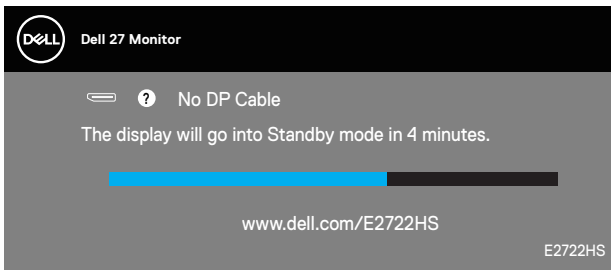 DELL
Dell 27 Monitor
? No DP Cable
The display will go into Standby mode in 4 minutes.
www.dell.com/E2722HS
E2722HS